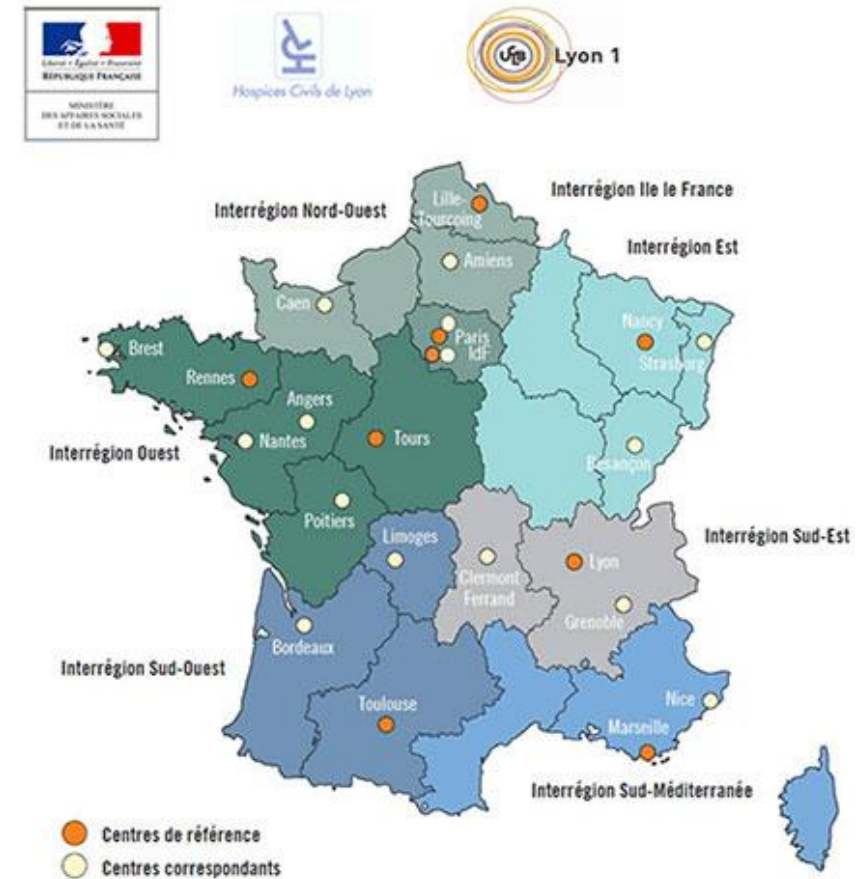 Liberté • Égalité • Fraternité
RÉPUBLIQUE FRANÇAISE
MINISTÈRE
DES AFFAIRES SOCIALES
ET DE LA SANTÉ
Hospices Civils de Lyon
UCB
Lyon 1
Interrégion Nord-Ouest
Interrégion Ile le France
Interrégion Est
Lille-
Tourcoing
Amiens
Caen
Paris
IdF
Nancy
Strasburg
Brest
Rennes
Angers
Nantes
Tours
Besançon
Interrégion Ouest
Poitiers
Limoges
Clermont
Ferrand
Lyon
Grenoble
Interrégion Sud-Est
Bordeaux
Interrégion Sud-Ouest
Toulouse
Nice
Marseille
Interrégion Sud-Méditerranée
Centres de référence
Centres correspondants